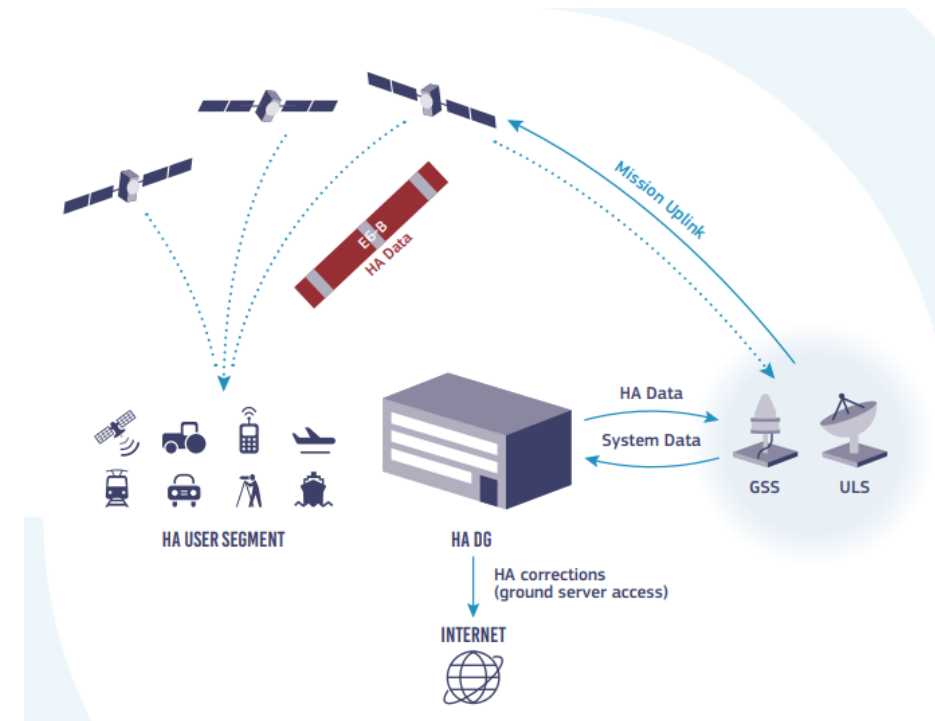 Mission Uplink
E6-B
HA Data
HA Data
System Data
GSS
ULS
HA USER SEGMENT
HA DG
HA corrections
(ground server access)
INTERNET